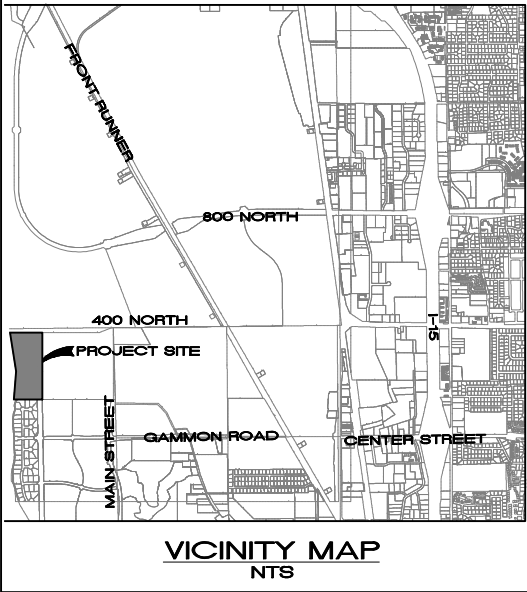 FRONT RUNNER
800 NORTH
400 NORTH
I-15
PROJECT SITE
MAIN STREET
GAMMON ROAD
CENTER STREET
VICINITY MAP
NTS